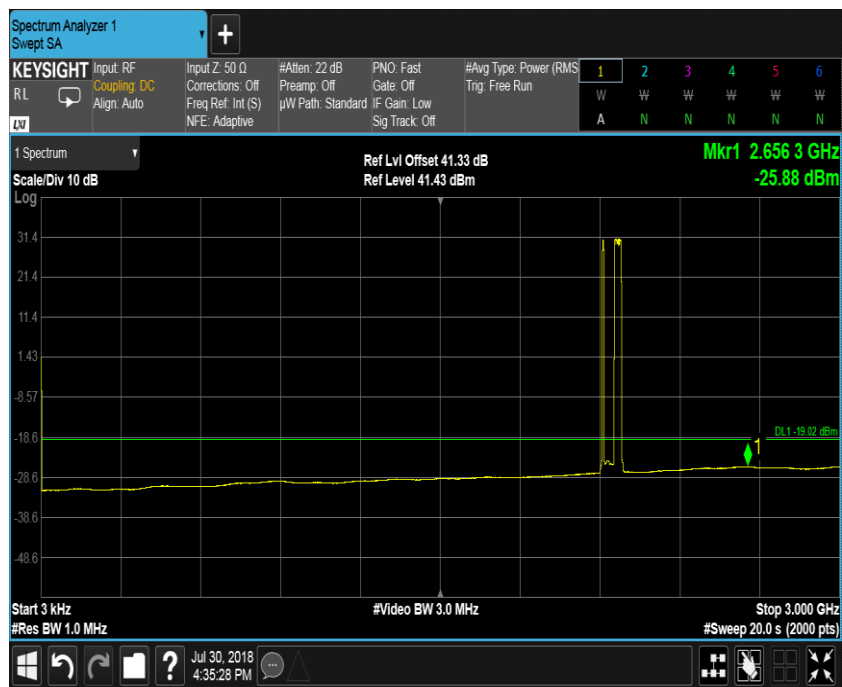 Spectrum Analyzer 1
Swept SA
+
KEYSIGHT
RL
LXI
Input: RF
Coupling: DC
Align: Auto
Input Z: 50 Ω
Corrections: Off
Freq Ref: Int (S)
NFE: Adaptive
#Atten: 22 dB
Preamp: Off
µW Path: Standard
PNO: Fast
Gate: Off
IF Gain: Low
Sig Track: Off
#Avg Type: Power (RMS
Trig: Free Run
1 2 3 4 5 6
W W W W W W
A N N N N N
1 Spectrum
Scale/Div 10 dB
Ref Lvl Offset 41.33 dB
Ref Level 41.43 dBm
Mkr1 2.656 3 GHz
-25.88 dBm
Log
31.4
21.4
11.4
1.43
-8.57
-18.6
-28.6
-38.6
-48.6
DL1 -19.02 dBm
1
Start 3 kHz
#Res BW 1.0 MHz
#Video BW 3.0 MHz
Stop 3.000 GHz
#Sweep 20.0 s (2000 pts)
?
Jul 30, 2018
4:35:28 PM